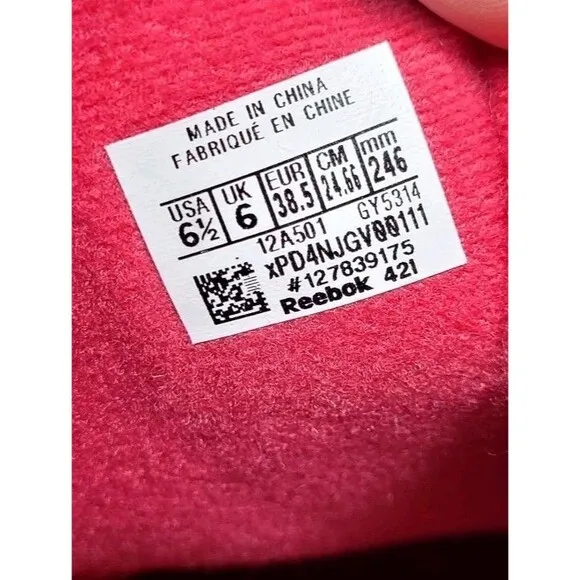 MADE IN CHINA
FABRIQUÉ EN CHINE
USA UK EUR CM mm
6½ 6 38.5 24.66 246
12A501 GY5314
xPD4NJGV00111
#127839175
Reebok 421